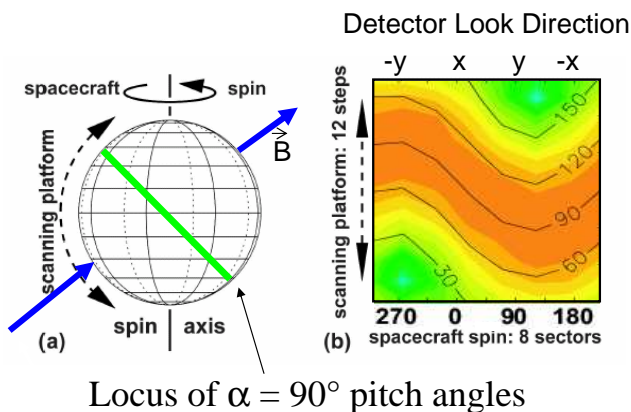 Detector Look Direction
-y x y -x
spacecraft spin
B
scanning platform
spin axis
(a)
scanning platform: 12 steps
150
120
90
60
30
270 0 90 180
(b) spacecraft spin: 8 sectors
Locus of α = 90° pitch angles